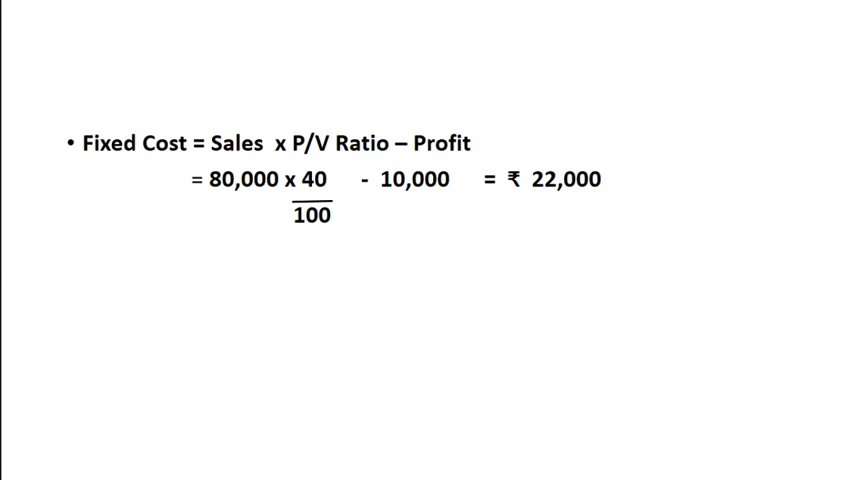 • Fixed Cost = Sales x P/V Ratio – Profit
= 80,000 x 40 - 10,000 = ₹ 22,000
100